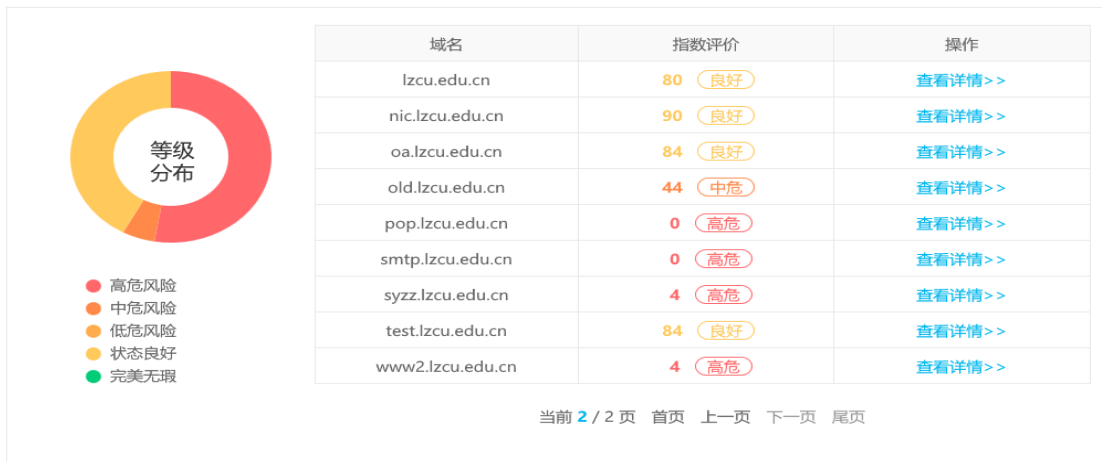 等级
分布
高危风险
中危风险
低危风险
状态良好
完美无瑕
域名 指数评价 操作
lzcu.edu.cn 80 良好 查看详情>>
nic.lzcu.edu.cn 90 良好 查看详情>>
oa.lzcu.edu.cn 84 良好 查看详情>>
old.lzcu.edu.cn 44 中危 查看详情>>
pop.lzcu.edu.cn 0 高危 查看详情>>
smtp.lzcu.edu.cn 0 高危 查看详情>>
syzz.lzcu.edu.cn 4 高危 查看详情>>
test.lzcu.edu.cn 84 良好 查看详情>>
www2.lzcu.edu.cn 4 高危 查看详情>>
当前 2 / 2 页 首页 上一页 下一页 尾页